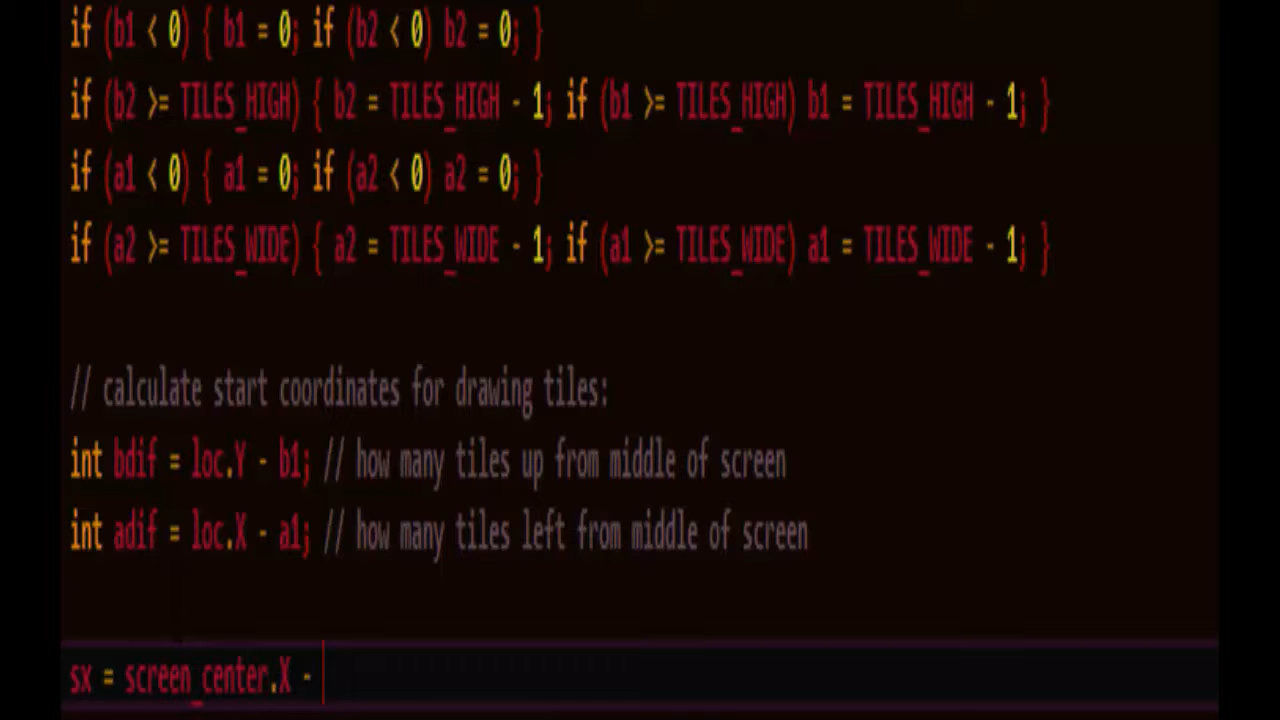 if (b1 < 0) { b1 = 0; if (b2 < 0) b2 = 0; }
if (b2 >= TILES_HIGH) { b2 = TILES_HIGH - 1; if (b1 >= TILES_HIGH) b1 = TILES_HIGH - 1; }
if (a1 < 0) { a1 = 0; if (a2 < 0) a2 = 0; }
if (a2 >= TILES_WIDE) { a2 = TILES_WIDE - 1; if (a1 >= TILES_WIDE) a1 = TILES_WIDE - 1; }
// calculate start coordinates for drawing tiles:
int bdif = loc.Y - b1; // how many tiles up from middle of screen
int adif = loc.X - a1; // how many tiles left from middle of screen
sx = screen_center.X -